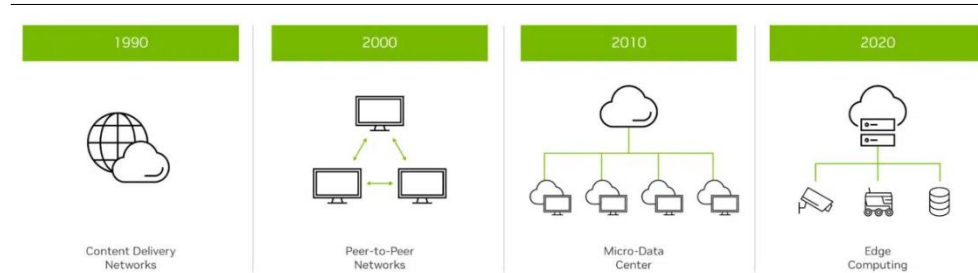 1990
Content Delivery
Networks
2000
Peer-to-Peer
Networks
2010
Micro-Data
Center
2020
Edge
Computing